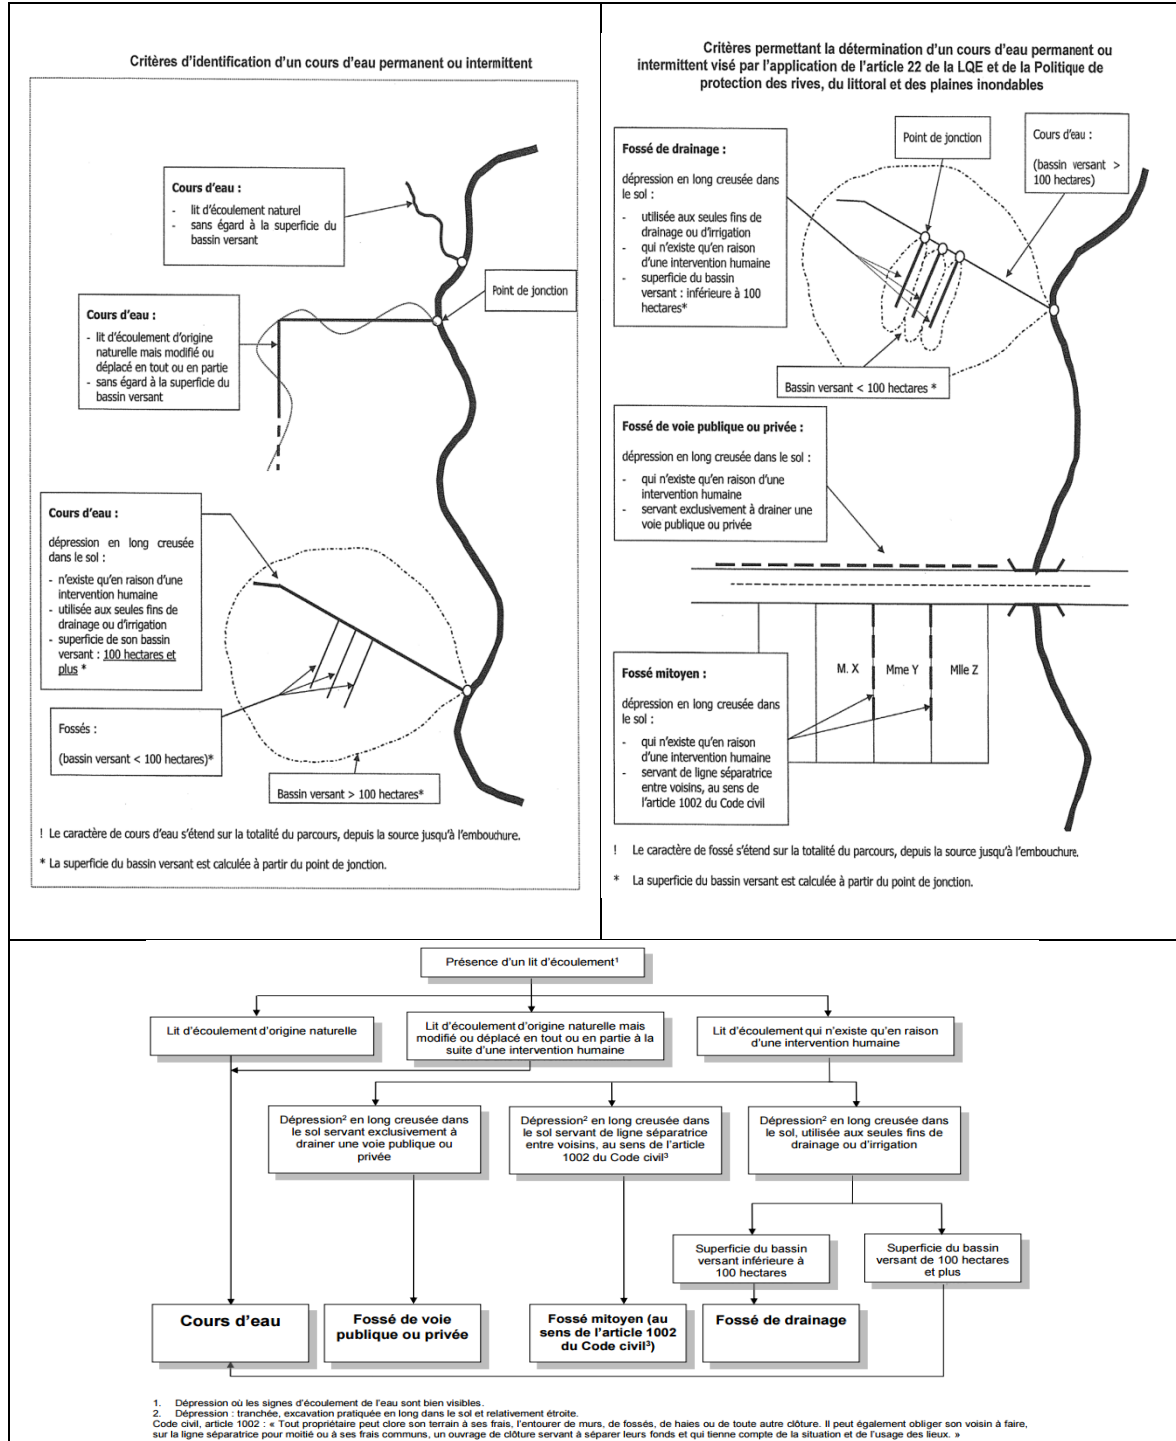 Critères d'identification d'un cours d'eau permanent ou intermittent
Cours d'eau :
- lit d'écoulement naturel
- sans égard à la superficie du
bassin versant
Point de jonction
Cours d'eau :
- lit d'écoulement d'origine
naturelle mais modifié ou
déplacé en tout ou en partie
- sans égard à la superficie du
bassin versant
Cours d'eau :
dépression en long creusée
dans le sol :
- n'existe qu'en raison d'une
intervention humaine
- utilisée aux seules fins de
drainage ou d'irrigation
- superficie de son bassin
versant : 100 hectares et
plus *
Fossés :
(bassin versant < 100 hectares)*
Bassin versant > 100 hectares*
! Le caractère de cours d'eau s'étend sur la totalité du parcours, depuis la source jusqu'à l'embouchure.
* La superficie du bassin versant est calculée à partir du point de jonction.
Critères permettant la détermination d'un cours d'eau permanent ou
intermittent visé par l'application de l'article 22 de la LQE et de la Politique de
protection des rives, du littoral et des plaines inondables
Fossé de drainage :
dépression en long creusée dans
le sol :
- utilisée aux seules fins de
drainage ou d'irrigation
- qui n'existe qu'en raison
d'une intervention humaine
- superficie du bassin
versant : inférieure à 100
hectares*
Point de jonction
Cours d'eau :
(bassin versant >
100 hectares)
Bassin versant < 100 hectares *
Fossé de voie publique ou privée :
dépression en long creusée dans le sol :
- qui n'existe qu'en raison d'une
intervention humaine
- servant exclusivement à drainer une
voie publique ou privée
M. X
Mme Y
Mlle Z
Fossé mitoyen :
dépression en long creusée dans
le sol :
- qui n'existe qu'en raison
d'une intervention humaine
- servant de ligne séparatrice
entre voisins, au sens de
l'article 1002 du Code civil
! Le caractère de fossé s'étend sur la totalité du parcours, depuis la source jusqu'à l'embouchure.
* La superficie du bassin versant est calculée à partir du point de jonction.
Présence d'un lit d'écoulement¹
Lit d'écoulement d'origine naturelle
Lit d'écoulement d'origine naturelle mais
modifié ou déplacé en tout ou en partie à la
suite d'une intervention humaine
Lit d'écoulement qui n'existe qu'en raison
d'une intervention humaine
Dépression² en long creusée dans
le sol servant exclusivement à
drainer une voie publique ou
privée
Dépression² en long creusée dans
le sol servant de ligne séparatrice
entre voisins, au sens de l'article
1002 du Code civil³
Dépression² en long creusée dans
le sol, utilisée aux seules fins de
drainage ou d'irrigation
Superficie du bassin
versant inférieure à
100 hectares
Superficie du bassin
versant de 100 hectares
et plus
Cours d'eau
Fossé de voie
publique ou privée
Fossé mitoyen (au
sens de l'article 1002
du Code civil³)
Fossé de drainage
1. Dépression où les signes d'écoulement de l'eau sont bien visibles.
2. Dépression : tranchée, excavation pratiquée en long dans le sol et relativement étroite.
Code civil, article 1002 : « Tout propriétaire peut clore son terrain à ses frais, l'entourer de murs, de fossés, de haies ou de toute autre clôture. Il peut également obliger son voisin à faire,
sur la ligne séparatrice pour moitié ou à ses frais communs, un ouvrage de clôture servant à séparer leurs fonds et qui tienne compte de la situation et de l'usage des lieux. »